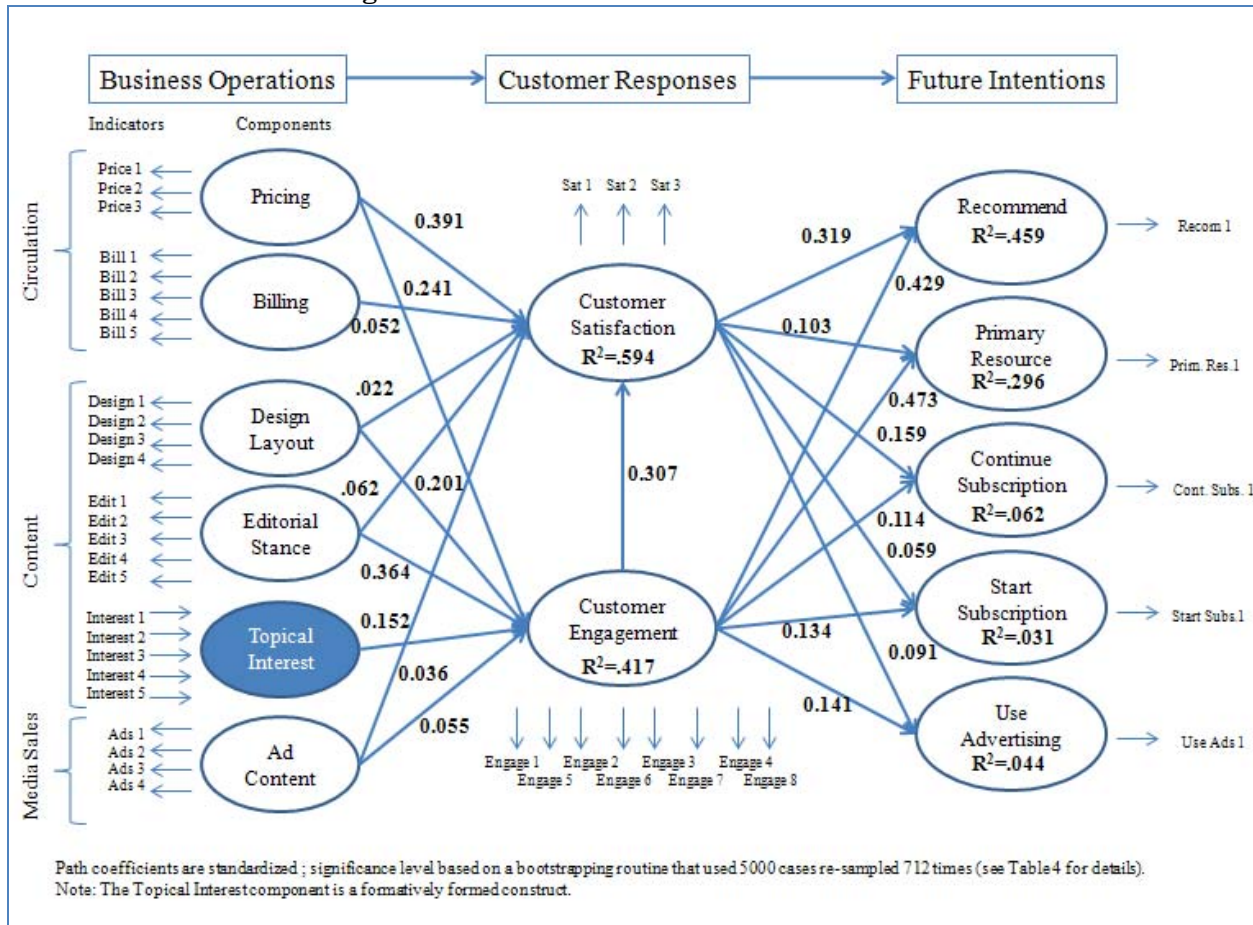 Business Operations
Customer Responses
Future Intentions
Indicators
Components
Circulation
Price 1
Price 2
Price 3
Pricing
Bill 1
Bill 2
Bill 3
Bill 4
Bill 5
Billing
Content
Design 1
Design 2
Design 3
Design 4
Design
Layout
Edit 1
Edit 2
Edit 3
Edit 4
Edit 5
Editorial
Stance
Interest 1
Interest 2
Interest 3
Interest 4
Interest 5
Topical
Interest
Media Sales
Ads 1
Ads 2
Ads 3
Ads 4
Ad
Content
0.391
0.241
0.052
.022
.062
0.201
0.364
0.152
0.036
0.055
Sat 1
Sat 2
Sat 3
Customer
Satisfaction
R²=.594
0.307
Customer
Engagement
R²=.417
Engage 1
Engage 2
Engage 3
Engage 4
Engage 5
Engage 6
Engage 7
Engage 8
0.319
0.429
0.103
0.473
0.159
0.114
0.059
0.134
0.091
0.141
Recommend
R²=.459
Recom 1
Primary
Resource
R²=.296
Prim. Res.1
Continue
Subscription
R²=.062
Cont. Subs. 1
Start
Subscription
R²=.031
Start Subs.1
Use
Advertising
R²=.044
Use Ads 1
Path coefficients are standardized ; significance level based on a bootstrapping routine that used 5000 cases re-sampled 712 times (see Table 4 for details).
Note: The Topical Interest component is a formatively formed construct.